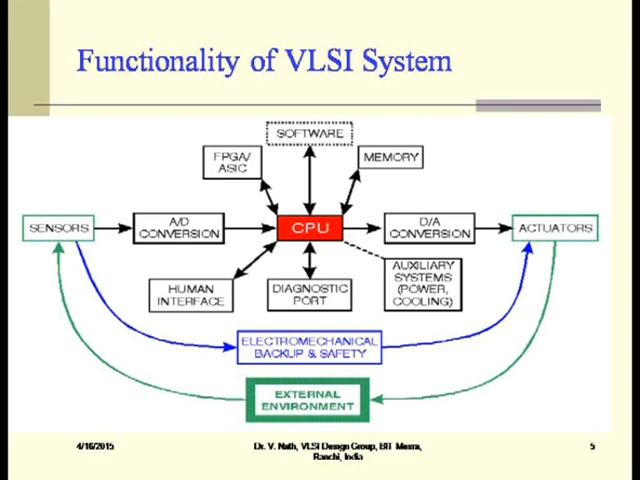 Functionality of VLSI System
SOFTWARE
FPGA/
ASIC
MEMORY
SENSORS
A/D
CONVERSION
CPU
D/A
CONVERSION
ACTUATORS
HUMAN
INTERFACE
DIAGNOSTIC
PORT
AUXILIARY
SYSTEMS
(POWER,
COOLING)
ELECTROMECHANICAL
BACKUP & SAFETY
EXTERNAL
ENVIRONMENT
4/16/2015
Dr. V. Nath, VLSI Design Group, BIT Mesra,
Ranchi, India
5